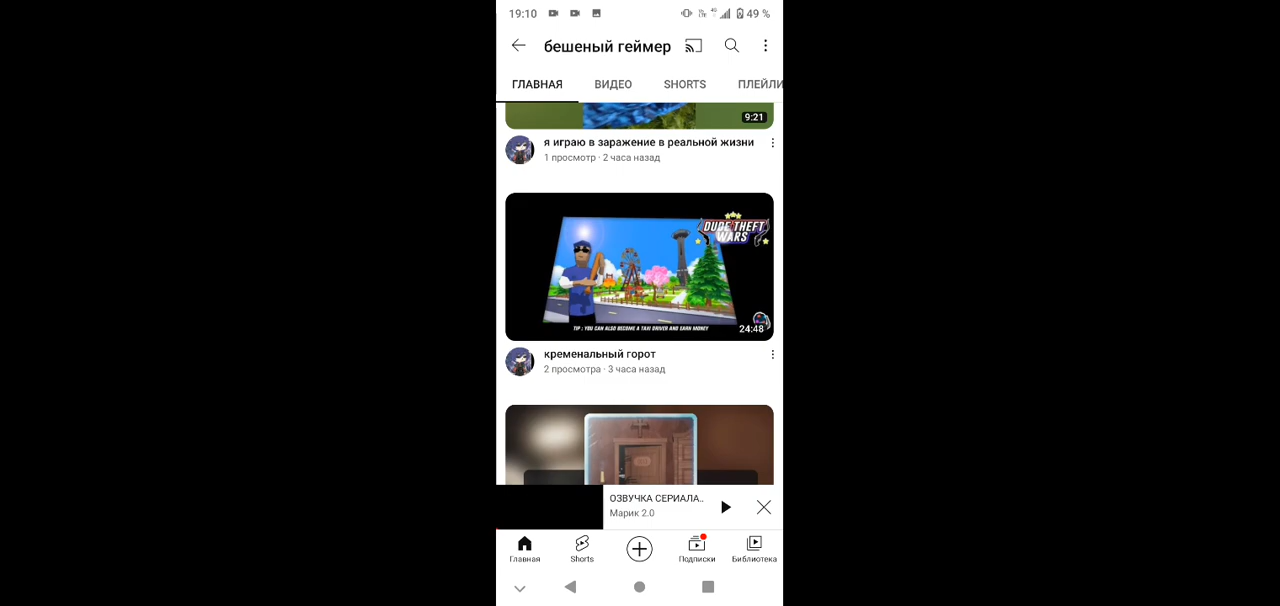 19:10
49 %
бешеный геймер
ГЛАВНАЯ ВИДЕО SHORTS ПЛЕЙЛИ
9:21
я играю в заражение в реальной жизни
1 просмотр · 2 часа назад
DUDE THEFT
WARS
TIP : YOU CAN ALSO BECOME A TAXI DRIVER AND EARN MONEY
24:48
кременальный горот
2 просмотра · 3 часа назад
ОЗВУЧКА СЕРИАЛА..
Марик 2.0
Главная Shorts Подписки Библиотека